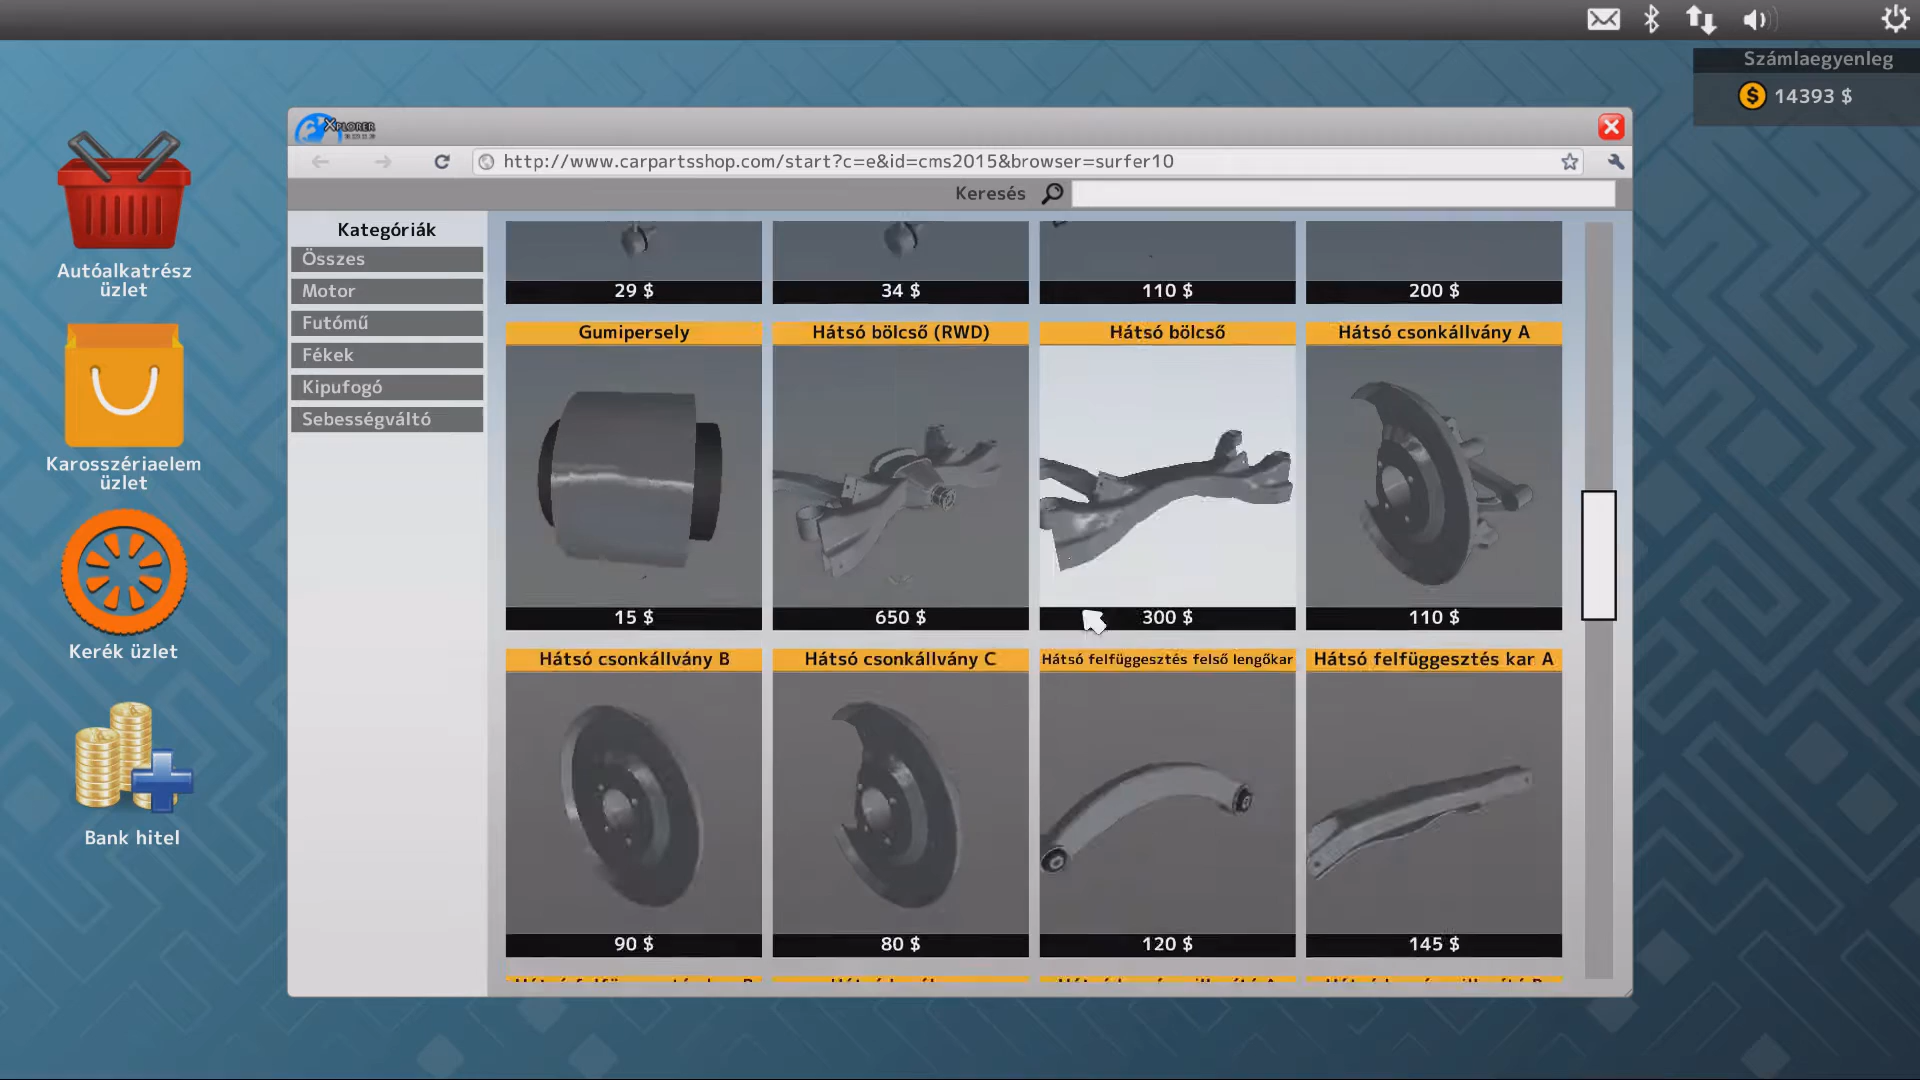 Számlaegyenleg
14393 $
XPLORER
http://www.carpartsshop.com/start?c=e&id=cms2015&browser=surfer10
Keresés
Kategóriák
Összes
Motor
Futómű
Fékek
Kipufogó
Sebességváltó
Autóalkatrész
üzlet
Karosszériaelem
üzlet
Kerék üzlet
Bank hitel
29 $
34 $
110 $
200 $
Gumipersely
Hátsó bölcső (RWD)
Hátsó bölcső
Hátsó csonkállvány A
15 $
650 $
300 $
110 $
Hátsó csonkállvány B
Hátsó csonkállvány C
Hátsó felfüggesztés felső lengőkar
Hátsó felfüggesztés kar A
90 $
80 $
120 $
145 $